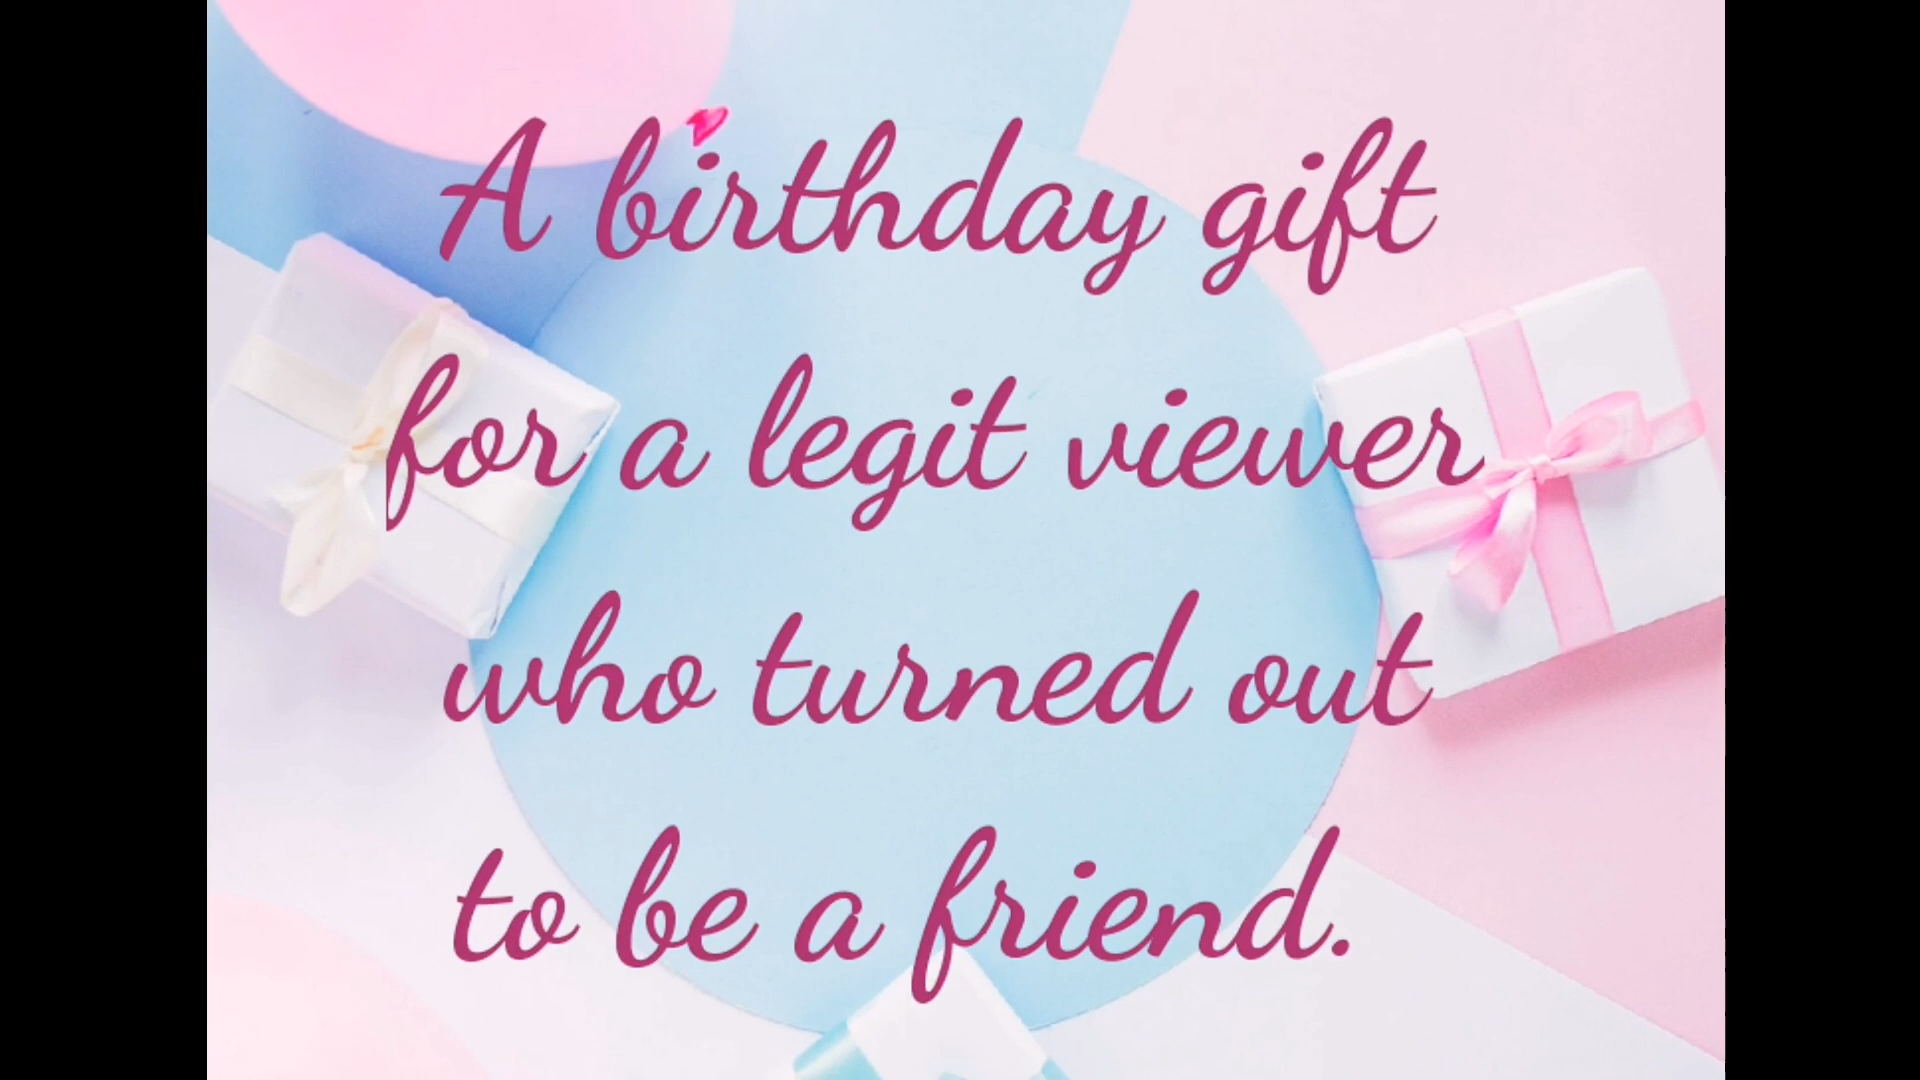 A birthday gift
for a legit viewer
who turned out
to be a friend.